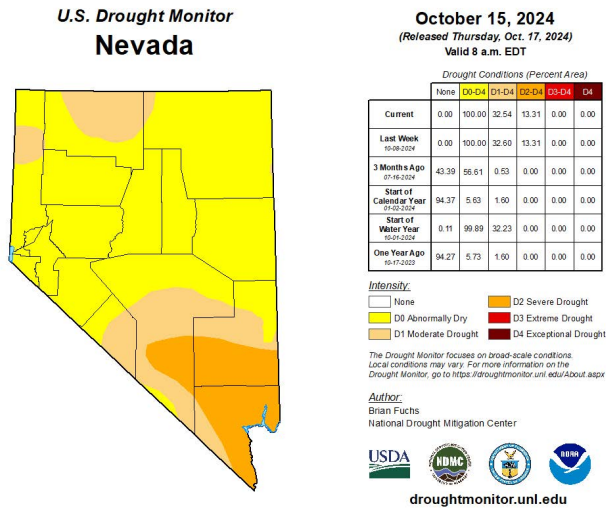 U.S. Drought Monitor
Nevada
October 15, 2024
(Released Thursday, Oct. 17, 2024)
Valid 8 a.m. EDT
Drought Conditions (Percent Area)
None D0-D4 D1-D4 D2-D4 D3-D4 D4
Current 0.00 100.00 32.54 13.31 0.00 0.00
Last Week
10-08-2024 0.00 100.00 32.60 13.31 0.00 0.00
3 Months Ago
07-16-2024 43.39 56.61 0.53 0.00 0.00 0.00
Start of
Calendar Year
01-02-2024 94.37 5.63 1.60 0.00 0.00 0.00
Start of
Water Year
10-01-2024 0.11 99.89 32.23 0.00 0.00 0.00
One Year Ago
10-17-2023 94.27 5.73 1.60 0.00 0.00 0.00
Intensity:
None
D0 Abnormally Dry
D1 Moderate Drought
D2 Severe Drought
D3 Extreme Drought
D4 Exceptional Drought
The Drought Monitor focuses on broad-scale conditions.
Local conditions may vary. For more information on the
Drought Monitor, go to https://droughtmonitor.unl.edu/About.aspx
Author:
Brian Fuchs
National Drought Mitigation Center
USDA
NDMC
NOAA
droughtmonitor.unl.edu